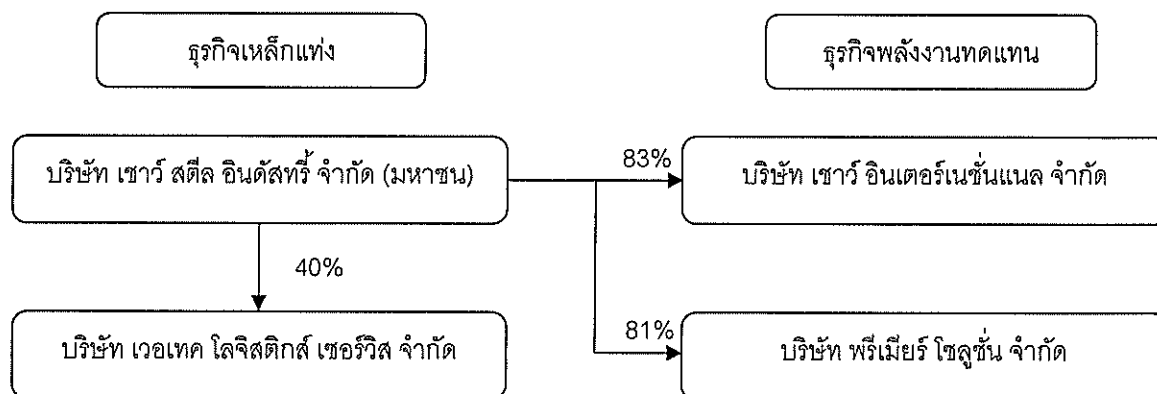 ธุรกิจเหล็กแท่ง
ธุรกิจพลังงานทดแทน
บริษัท เชาว์ สตีล อินดัสทรี้ จำกัด (มหาชน)
83%
บริษัท เชาว์ อินเตอร์เนชั่นแนล จำกัด
40%
บริษัท เวอเทค โลจิสติกส์ เซอร์วิส จำกัด
81%
บริษัท พรีเมียร์ โซลูชั่น จำกัด